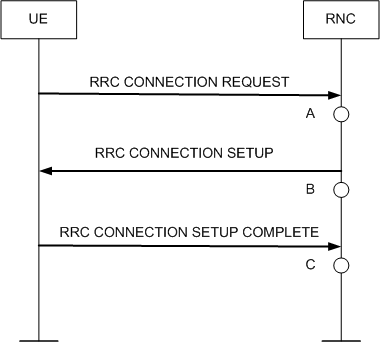 UE
RNC
RRC CONNECTION REQUEST
A
RRC CONNECTION SETUP
B
RRC CONNECTION SETUP COMPLETE
C